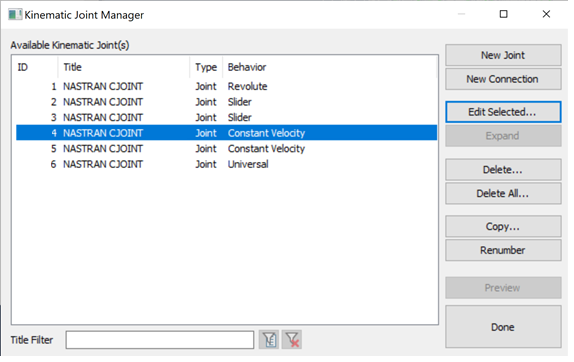 Kinematic Joint Manager
Available Kinematic Joint(s)
ID Title Type Behavior
1 NASTRAN CJOINT Joint Revolute
2 NASTRAN CJOINT Joint Slider
3 NASTRAN CJOINT Joint Slider
4 NASTRAN CJOINT Joint Constant Velocity
5 NASTRAN CJOINT Joint Constant Velocity
6 NASTRAN CJOINT Joint Universal
New Joint
New Connection
Edit Selected...
Expand
Delete...
Delete All...
Copy...
Renumber
Preview
Done
Title Filter